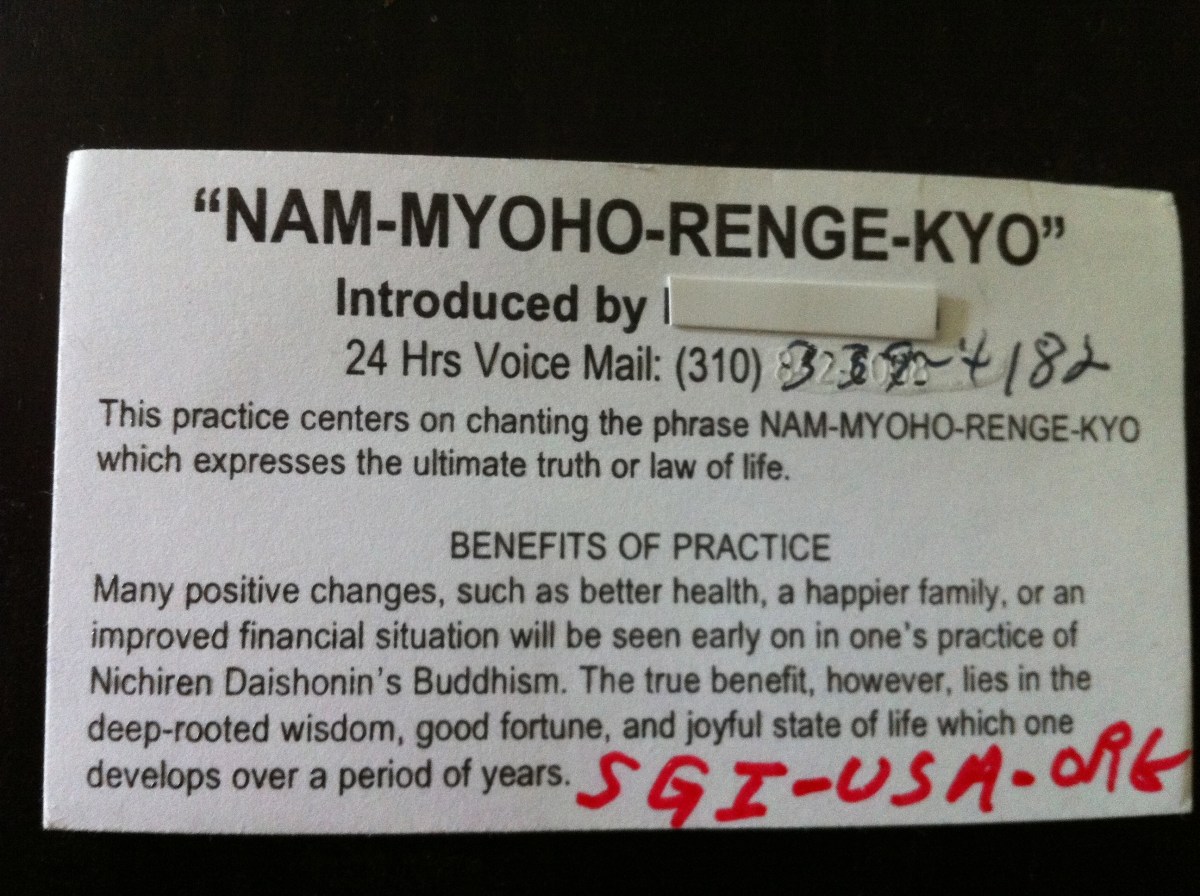 “NAM-MYOHO-RENGE-KYO”
Introduced by
24 Hrs Voice Mail: (310) 4182
This practice centers on chanting the phrase NAM-MYOHO-RENGE-KYO
which expresses the ultimate truth or law of life.
BENEFITS OF PRACTICE
Many positive changes, such as better health, a happier family, or an
improved financial situation will be seen early on in one’s practice of
Nichiren Daishonin’s Buddhism. The true benefit, however, lies in the
deep-rooted wisdom, good fortune, and joyful state of life which one
develops over a period of years. SGI-USA-ORG